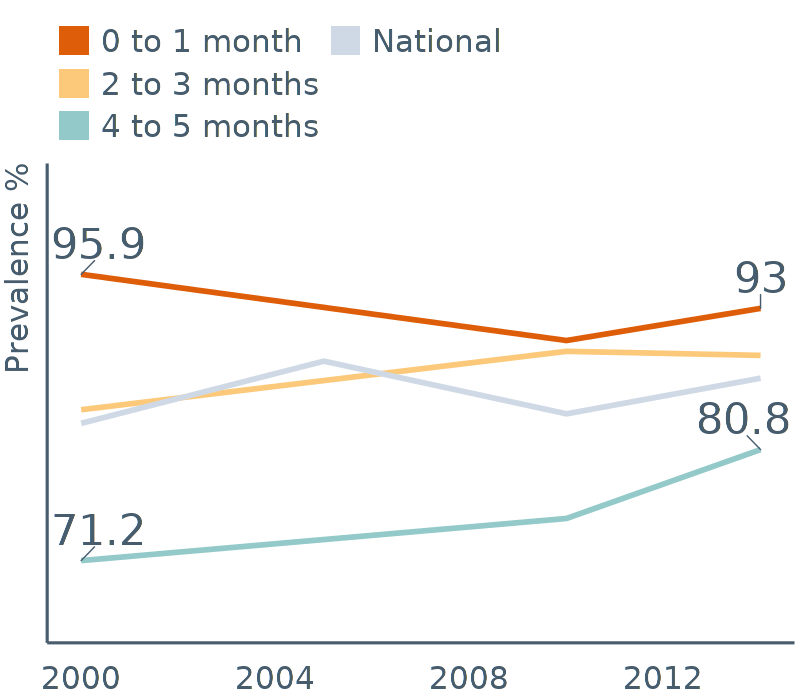 0 to 1 month
National
2 to 3 months
4 to 5 months
Prevalence %
95.9
93
80.8
71.2
2000 2004 2008 2012